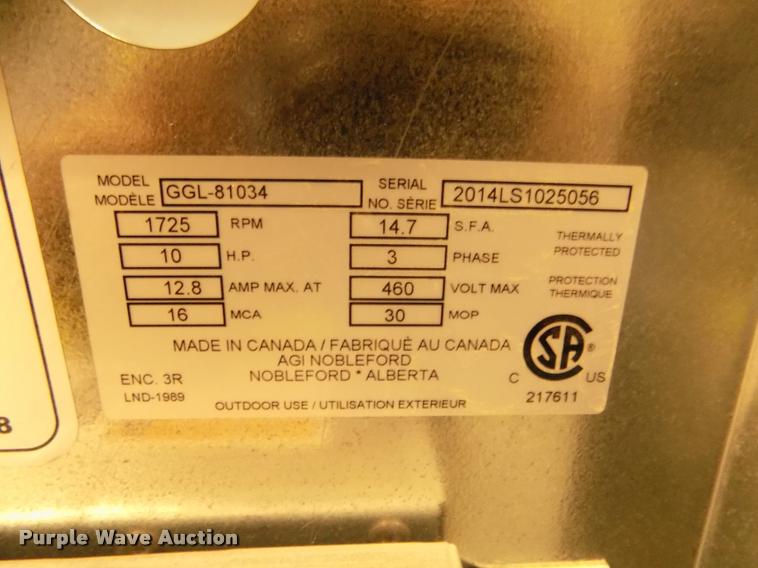 MODEL
MODÈLE GGL-81034
SERIAL
NO. SÉRIE 2014LS1025056
1725 RPM 14.7 S.F.A.
10 H.P. 3 PHASE
THERMALLY
PROTECTED
12.8 AMP MAX. AT 460 VOLT MAX
PROTECTION
THERMIQUE
16 MCA 30 MOP
MADE IN CANADA / FABRIQUÉ AU CANADA
AGI NOBLEFORD
NOBLEFORD * ALBERTA
ENC. 3R
LND-1989
OUTDOOR USE / UTILISATION EXTERIEUR
CSA ®
C US
217611
8
Purple Wave Auction